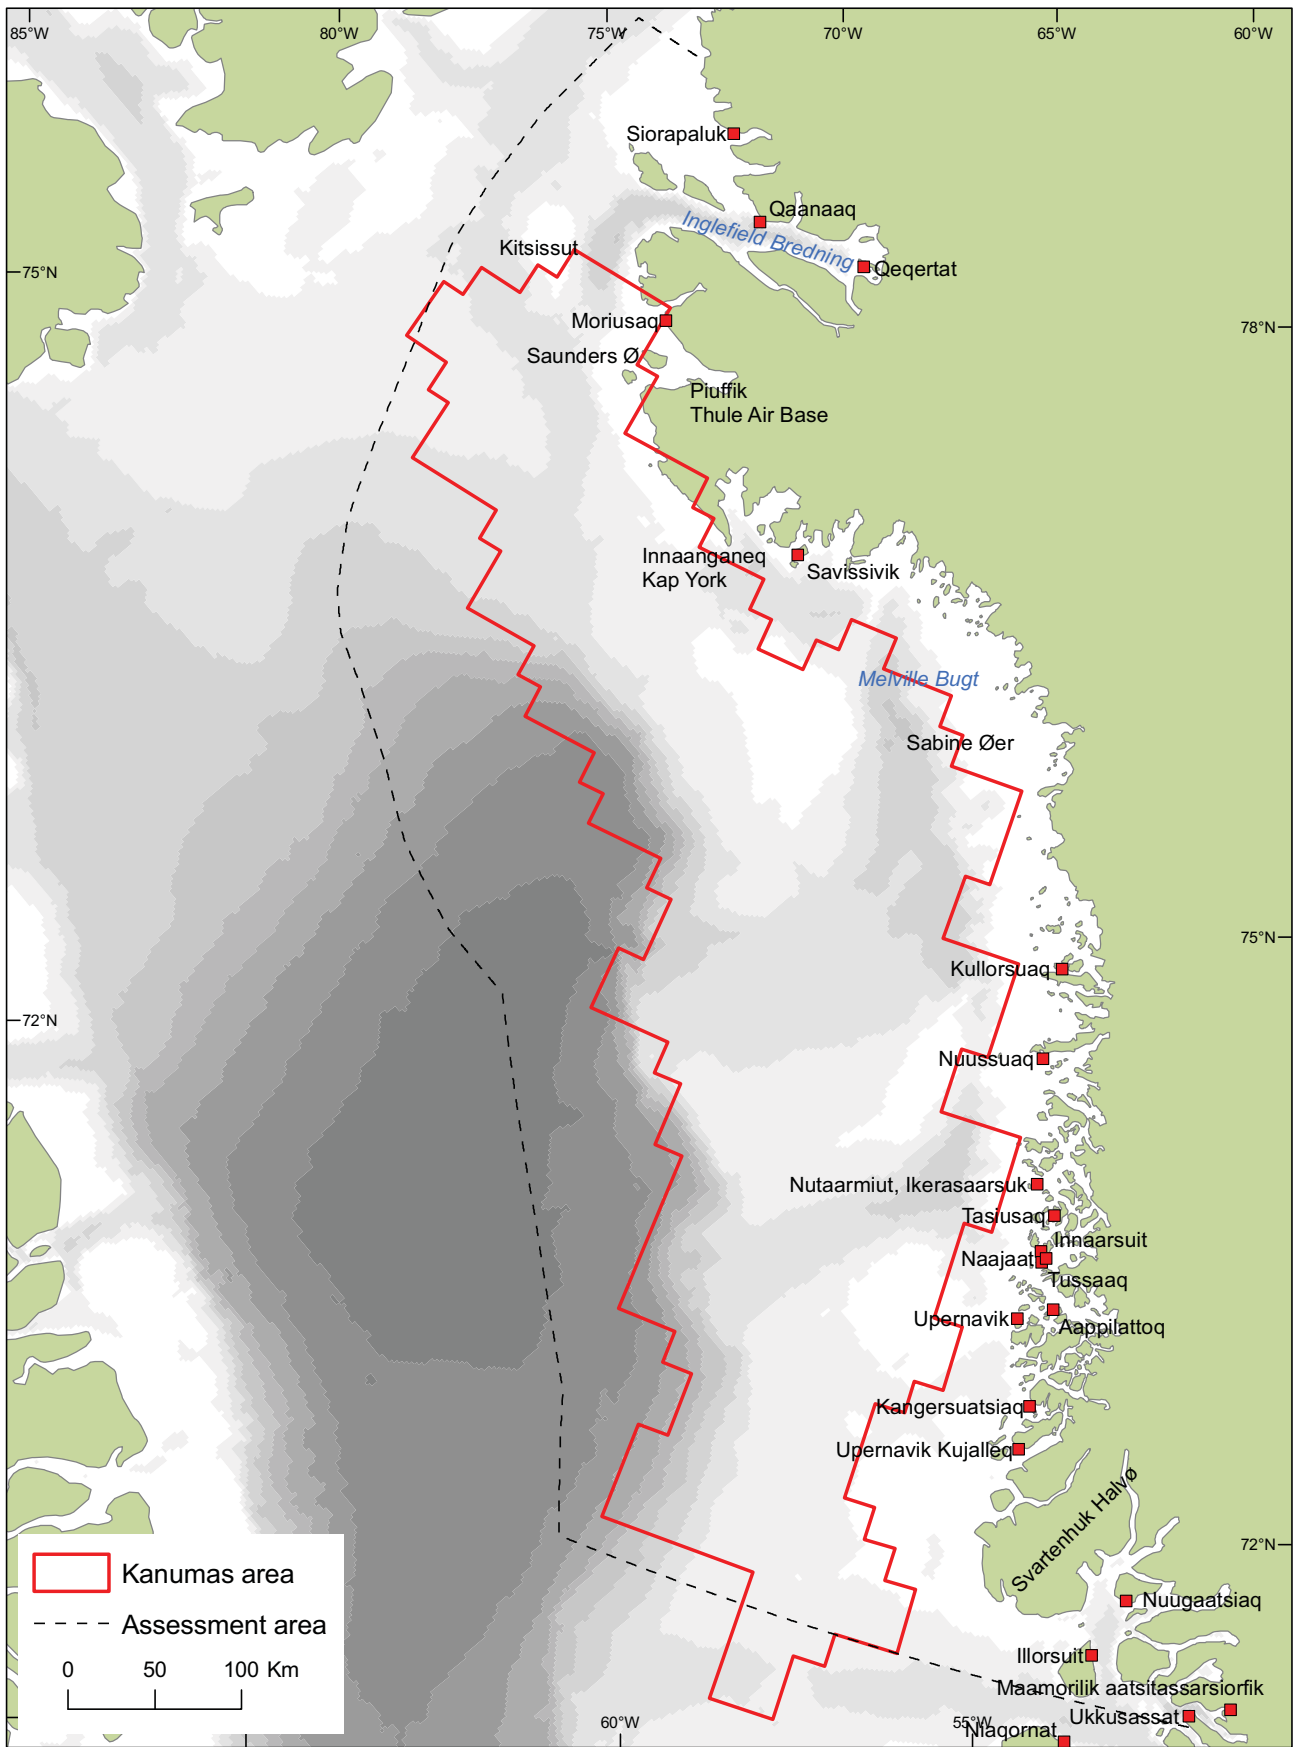 85°W
80°W
75°W
70°W
65°W
60°W
Siorapaluk
Qaanaaq
Inglefield Bredning
Kitsissut
Qeqertat
75°N
Moriusaq
78°N
Saunders Ø
Piuffik
Thule Air Base
Innaanganeq
Kap York
Savissivik
Melville Bugt
Sabine Øer
75°N
Kullorsuaq
72°N
Nuussuaq
Nutaarmiut, Ikerasaarsuk
Tasiusaq
Innaarsuit
Naajaat
Tussaaq
Upernavik
Aappilattoq
Kangersuatsiaq
Upernavik Kujalleq
Svartenhuk Halvø
72°N
Kanumas area
Nuugaatsiaq
Assessment area
Illorsuit
0 50 100 Km
Maamorilik aatsitassarsiorfik
Ukkusassat
60°W
55°W
Niaqornat